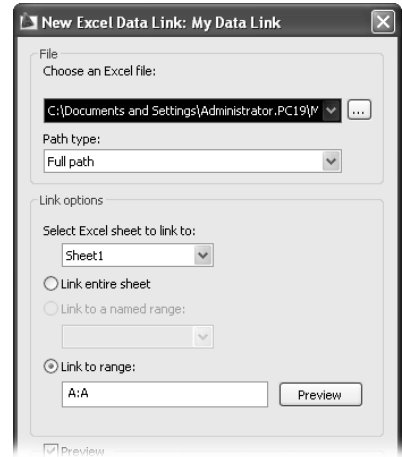 New Excel Data Link: My Data Link
File
Choose an Excel file:
C:\Documents and Settings\Administrator.PC19\M
...
Path type:
Full path
Link options
Select Excel sheet to link to:
Sheet1
Link entire sheet
Link to a named range:
Link to range:
A:A
Preview
Preview